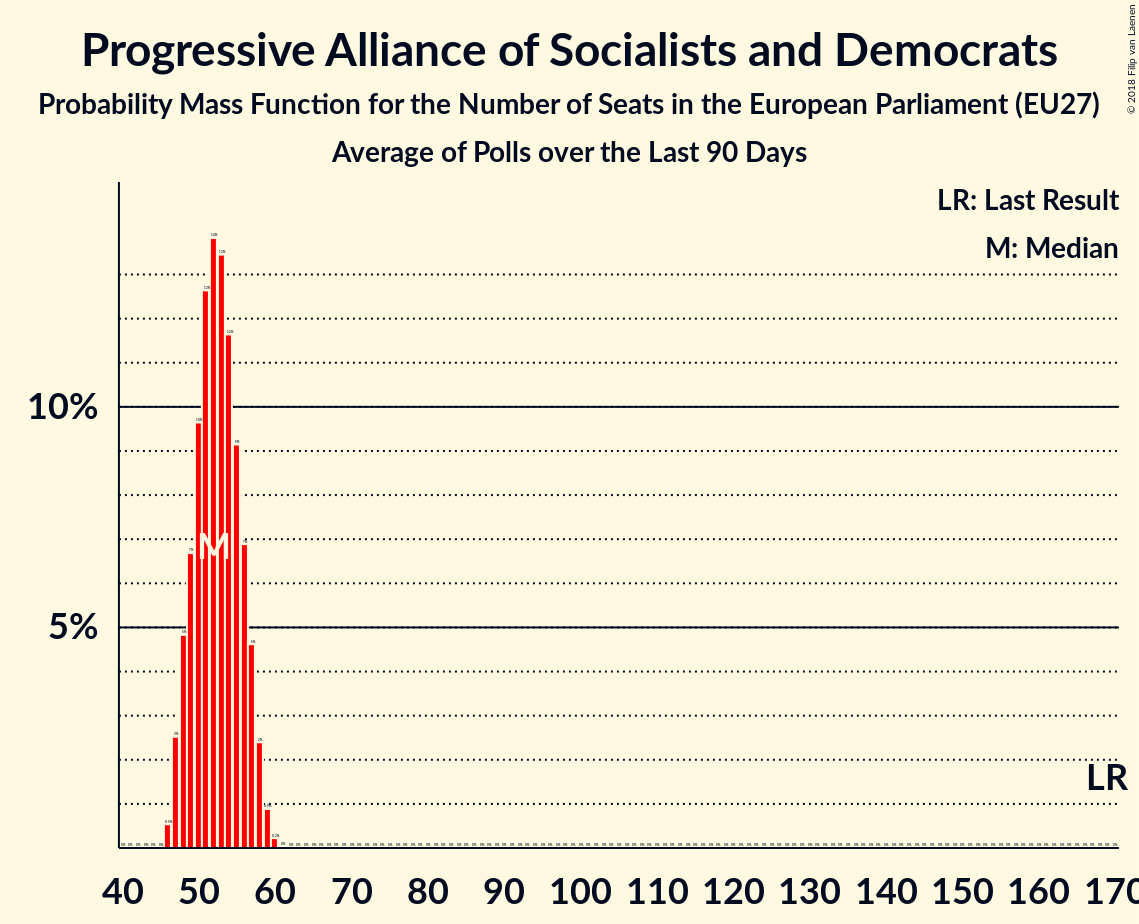 Progressive Alliance of Socialists and Democrats
Probability Mass Function for the Number of Seats in the European Parliament (EU27)
Average of Polls over the Last 90 Days
© 2018 Filip van Laenen
LR: Last Result
M: Median
10%
5%
M
LR
40 50 60 70 80 90 100 110 120 130 140 150 160 170